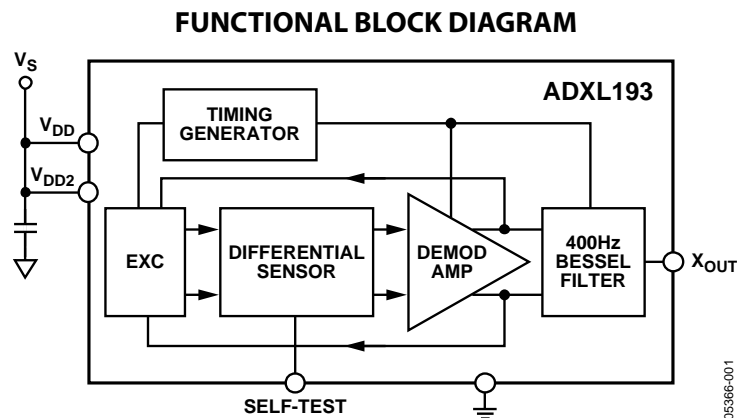 FUNCTIONAL BLOCK DIAGRAM
VS
ADXL193
TIMING
GENERATOR
VDD
VDD2
EXC
DIFFERENTIAL
SENSOR
DEMOD
AMP
400Hz
BESSEL
FILTER
XOUT
SELF-TEST
05366-001